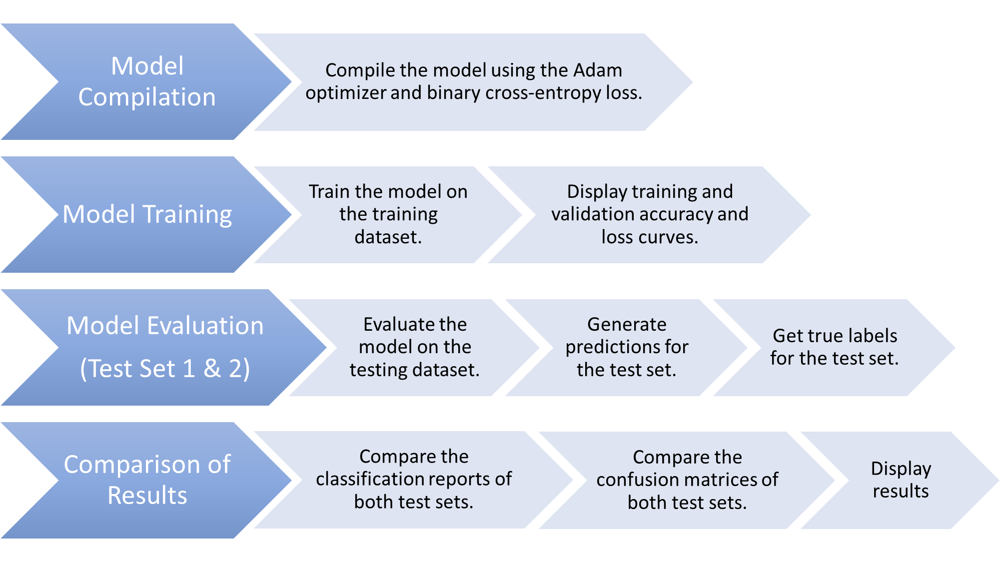 Model
Compilation
Compile the model using the Adam
optimizer and binary cross-entropy loss.
Model Training
Train the model on
the training
dataset.
Display training and
validation accuracy and
loss curves.
Model Evaluation
(Test Set 1 & 2)
Evaluate the
model on the
testing dataset.
Generate
predictions for
the test set.
Get true labels
for the test set.
Comparison of
Results
Compare the
classification reports of
both test sets.
Compare the
confusion matrices of
both test sets.
Display
results